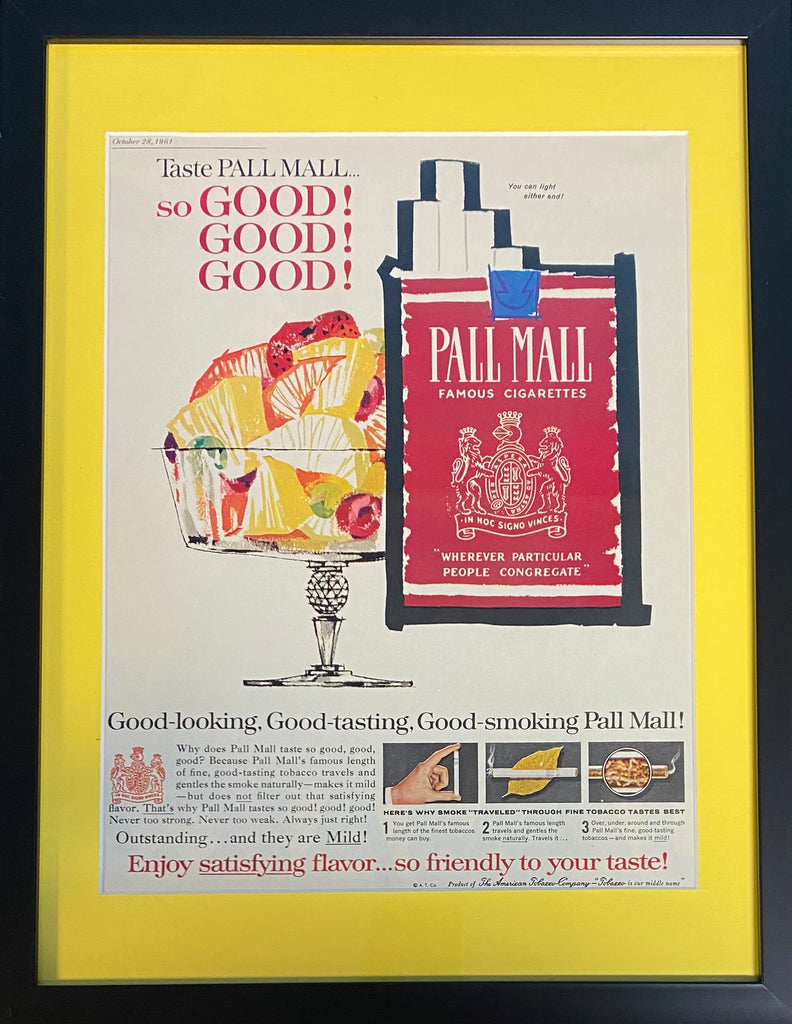 October 28, 1961
Taste PALL MALL...
so GOOD!
GOOD!
GOOD!
You can light
either end!
PALL MALL
FAMOUS CIGARETTES
IN HOC SIGNO VINCES
"WHEREVER PARTICULAR
PEOPLE CONGREGATE"
Good-looking, Good-tasting, Good-smoking Pall Mall!
Why does Pall Mall taste so good, good,
good? Because Pall Mall's famous length
of fine, good-tasting tobacco travels and
gentles the smoke naturally—makes it mild
—but does not filter out that satisfying
flavor. That's why Pall Mall tastes so good! good! good!
Never too strong. Never too weak. Always just right!
Outstanding...and they are Mild!
HERE'S WHY SMOKE "TRAVELED" THROUGH FINE TOBACCO TASTES BEST
1 You get Pall Mall's famous
length of the finest tobaccos
money can buy.
2 Pall Mall's famous length
travels and gentles the
smoke naturally. Travels it...
3 Over, under, around and through
Pall Mall's fine, good-tasting
tobaccos—and makes it mild!
Enjoy satisfying flavor...so friendly to your taste!
© A. T. Co. Product of The American Tobacco Company—"Tobacco is our middle name"